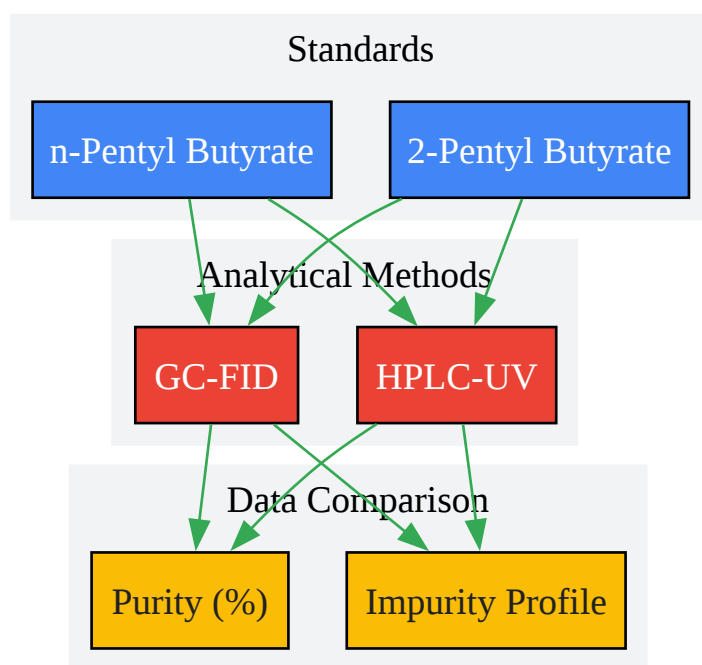 Standards
n-Pentyl Butyrate
2-Pentyl Butyrate
Analytical Methods
GC-FID
HPLC-UV
Data Comparison
Purity (%)
Impurity Profile